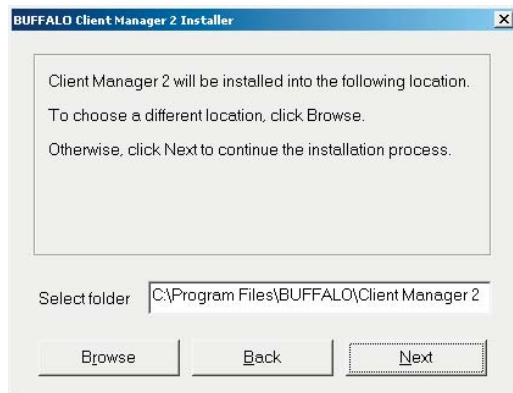 BUFFALO Client Manager 2 Installer
Client Manager 2 will be installed into the following location.
To choose a different location, click Browse.
Otherwise, click Next to continue the installation process.
Select folder C:\Program Files\BUFFALO\Client Manager 2
Browse Back Next